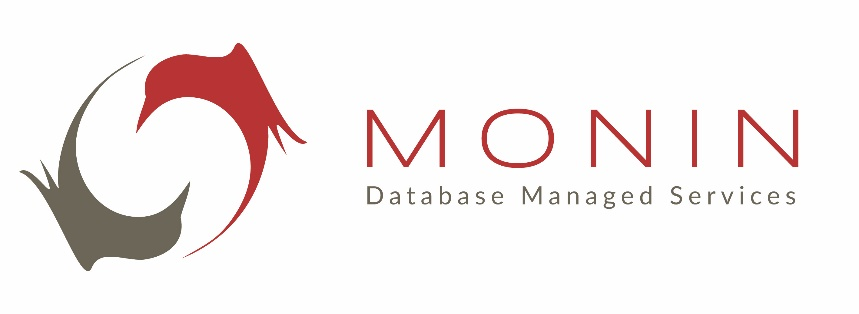 MONIN
Database Managed Services